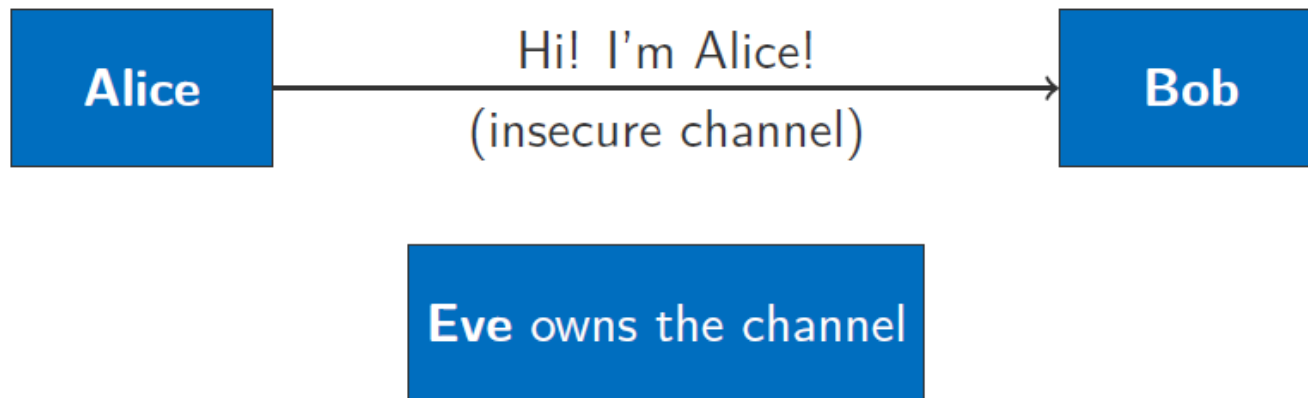 Alice
Hi! I'm Alice!
(insecure channel)
Bob
Eve owns the channel